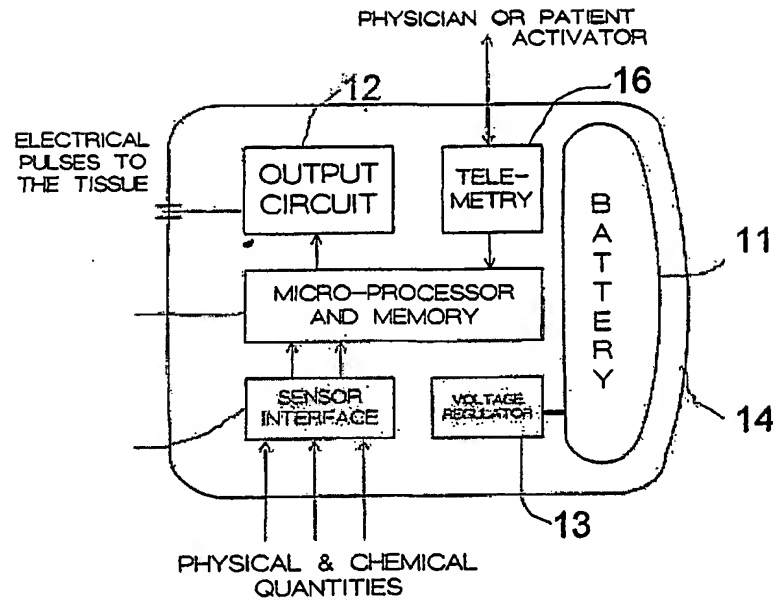 PHYSICIAN OR PATIENT
ACTIVATOR
12
16
ELECTRICAL
PULSES TO
THE TISSUE
OUTPUT
CIRCUIT
TELE-
METRY
BATTERY
11
MICRO-PROCESSOR
AND MEMORY
SENSOR
INTERFACE
VOLTAGE
REGULATOR
14
13
PHYSICAL & CHEMICAL
QUANTITIES